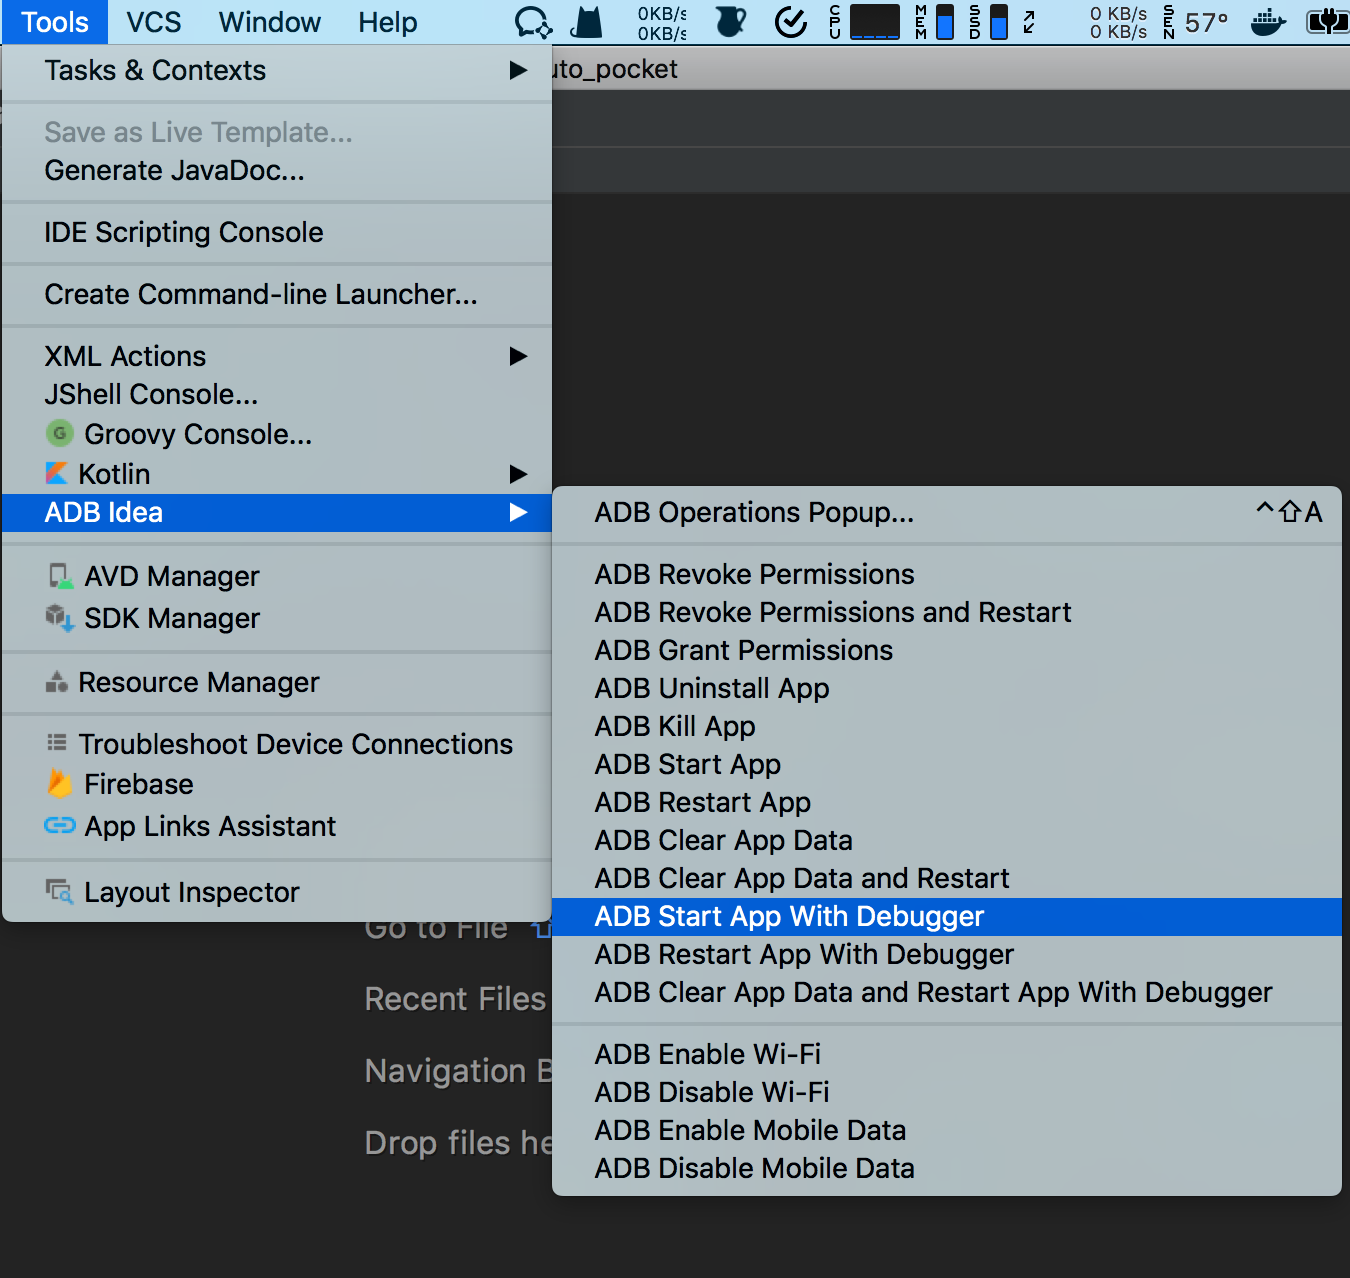 Tools VCS Window Help 0KB/s 0KB/s CPU MEM SSD 0 KB/s 0 KB/s SEN 57°
Tasks & Contexts
uto_pocket
Save as Live Template...
Generate JavaDoc...
IDE Scripting Console
Create Command-line Launcher...
XML Actions
JShell Console...
G Groovy Console...
Kotlin
ADB Idea
AVD Manager
SDK Manager
Resource Manager
Troubleshoot Device Connections
Firebase
App Links Assistant
Layout Inspector
ADB Operations Popup... ^⇧A
ADB Revoke Permissions
ADB Revoke Permissions and Restart
ADB Grant Permissions
ADB Uninstall App
ADB Kill App
ADB Start App
ADB Restart App
ADB Clear App Data
ADB Clear App Data and Restart
ADB Start App With Debugger
ADB Restart App With Debugger
ADB Clear App Data and Restart App With Debugger
ADB Enable Wi-Fi
ADB Disable Wi-Fi
ADB Enable Mobile Data
ADB Disable Mobile Data
Go to File ⇧
Recent Files
Navigation B
Drop files he